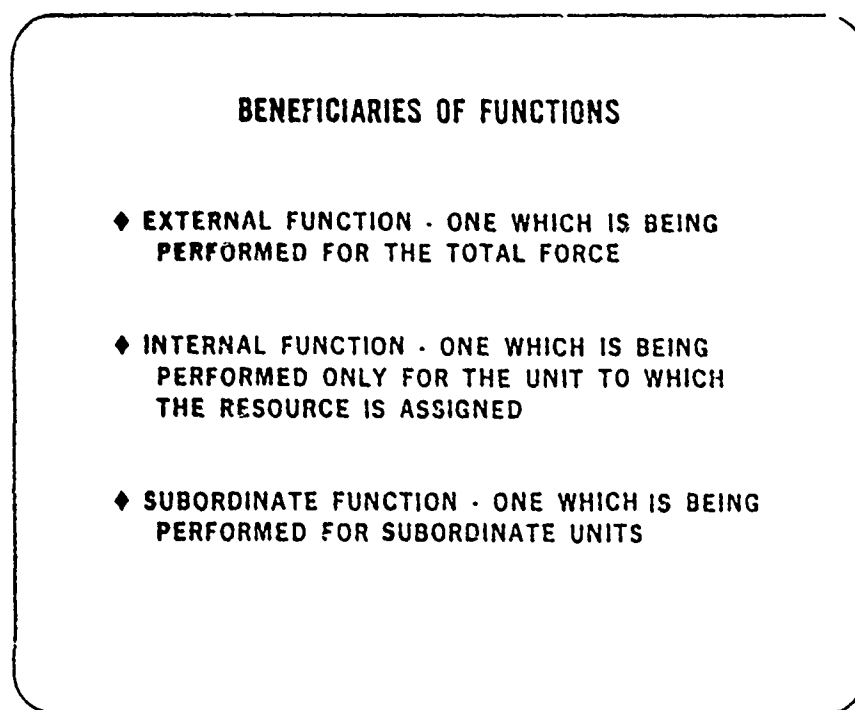 BENEFICIARIES OF FUNCTIONS
♦ EXTERNAL FUNCTION - ONE WHICH IS BEING
PERFORMED FOR THE TOTAL FORCE
♦ INTERNAL FUNCTION - ONE WHICH IS BEING
PERFORMED ONLY FOR THE UNIT TO WHICH
THE RESOURCE IS ASSIGNED
♦ SUBORDINATE FUNCTION - ONE WHICH IS BEING
PERFORMED FOR SUBORDINATE UNITS